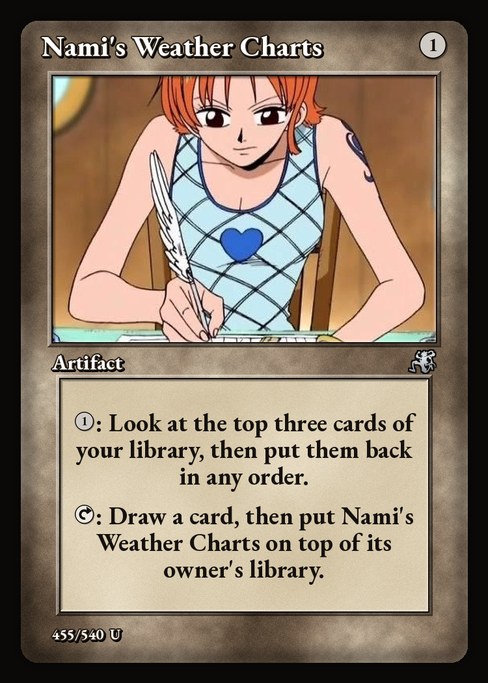 Nami's Weather Charts 1
Artifact
1: Look at the top three cards of
your library, then put them back
in any order.
: Draw a card, then put Nami's
Weather Charts on top of its
owner's library.
455/540 U